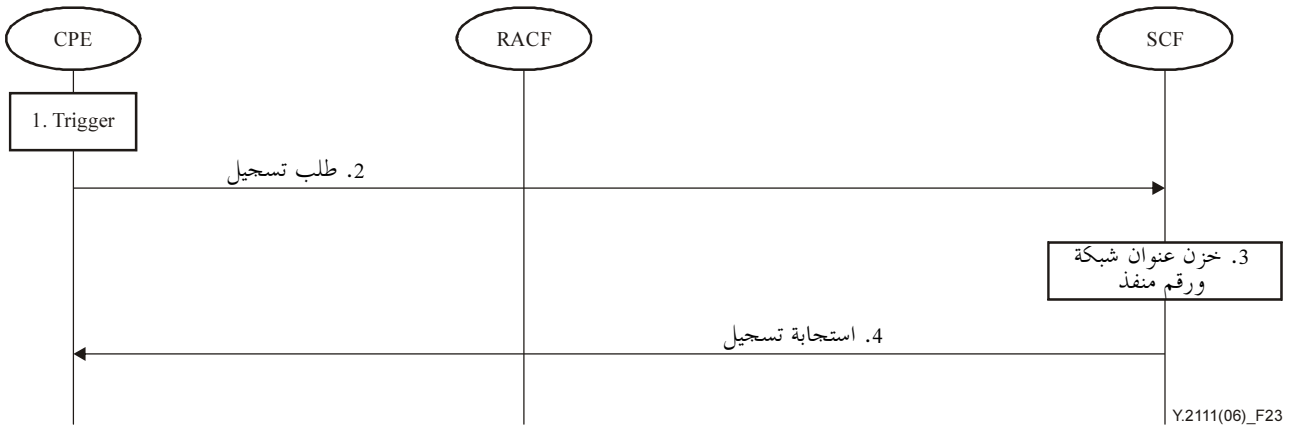 CPE
RACF
SCF
1. Trigger
2. طلب تسجيل
3. خزن عنوان شبكة
ورقم منفذ
4. استجابة تسجيل
Y.2111(06)_F23